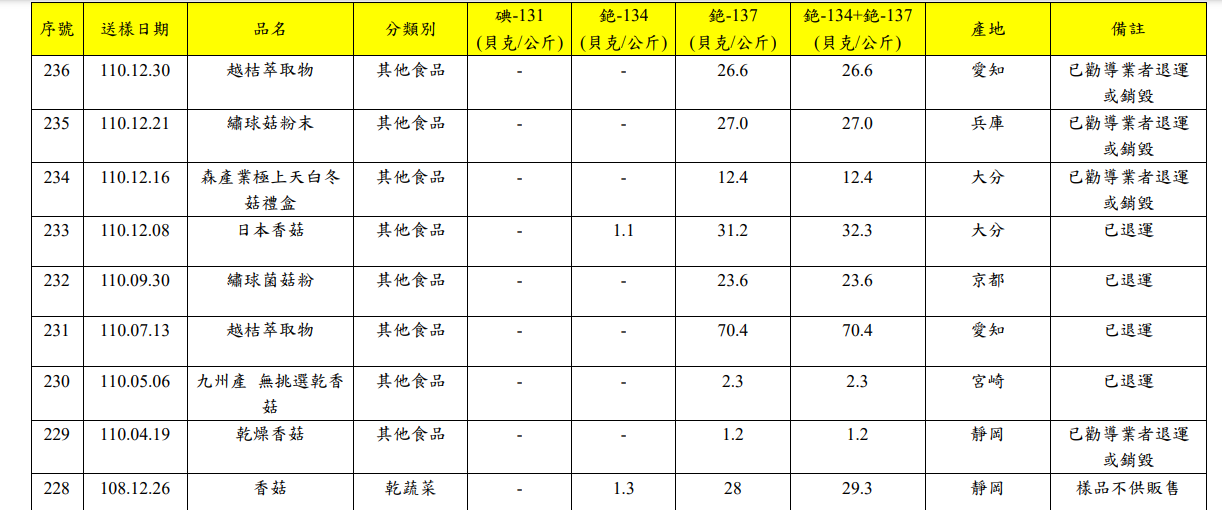 序號 送樣日期 品名 分類別 碘-131 (貝克/公斤) 銫-134 (貝克/公斤) 銫-137 (貝克/公斤) 銫-134+銫-137 (貝克/公斤) 產地 備註
236 110.12.30 越桔萃取物 其他食品 - - 26.6 26.6 愛知 已勸導業者退運
或銷毀
235 110.12.21 繡球菇粉末 其他食品 - - 27.0 27.0 兵庫 已勸導業者退運
或銷毀
234 110.12.16 森產業極上天白冬 其他食品 - - 12.4 12.4 大分 已勸導業者退運
菇禮盒 或銷毀
233 110.12.08 日本香菇 其他食品 - 1.1 31.2 32.3 大分 已退運
232 110.09.30 繡球菌菇粉 其他食品 - - 23.6 23.6 京都 已退運
231 110.07.13 越桔萃取物 其他食品 - - 70.4 70.4 愛知 已退運
230 110.05.06 九州產 無挑選乾香 其他食品 - - 2.3 2.3 宮崎 已退運
菇
229 110.04.19 乾燥香菇 其他食品 - - 1.2 1.2 靜岡 已勸導業者退運
或銷毀
228 108.12.26 香菇 乾蔬菜 - 1.3 28 29.3 靜岡 樣品不供販售